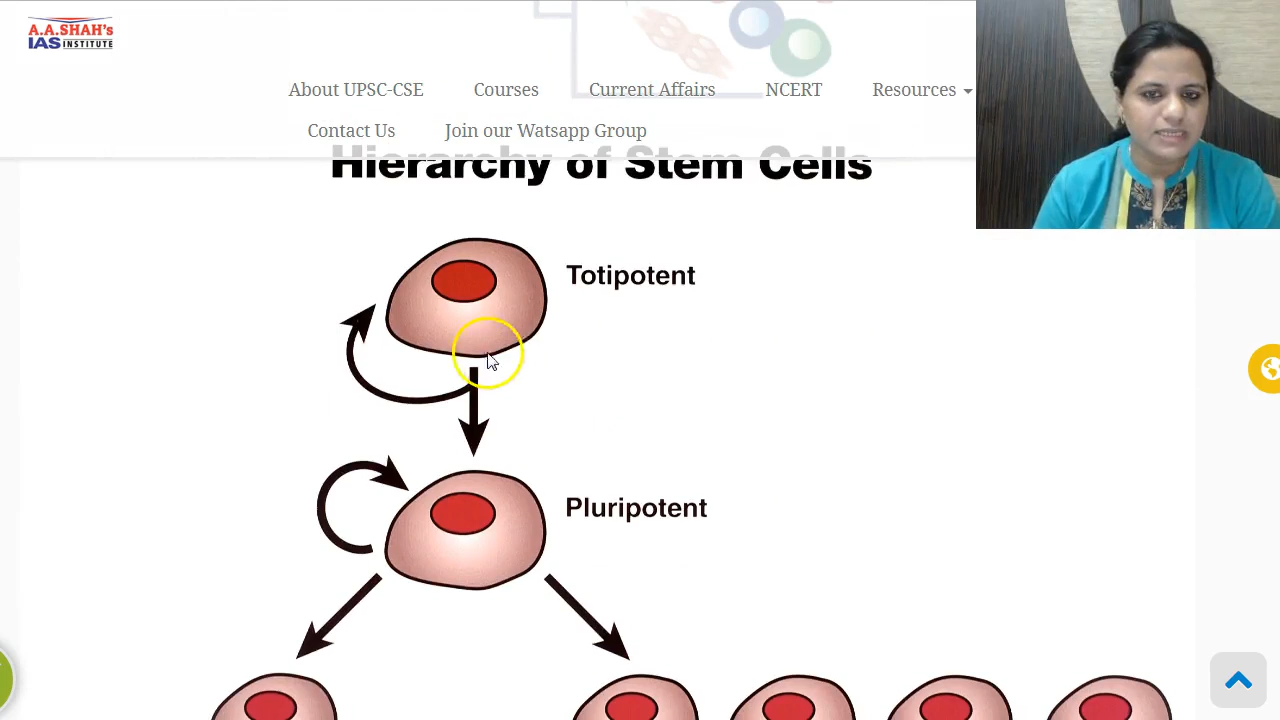 A.A.SHAH's
IAS INSTITUTE
About UPSC-CSE Courses Current Affairs NCERT Resources
Contact Us Join our Watsapp Group
Hierarchy of Stem Cells
Totipotent
Pluripotent